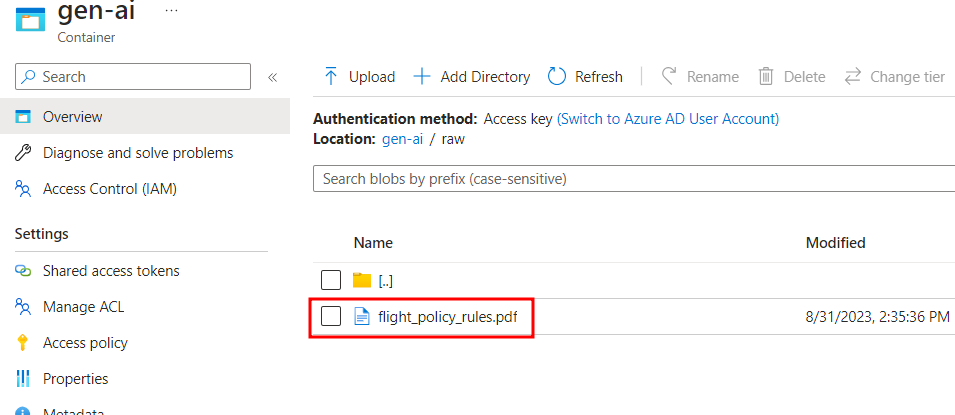 gen-ai ...
Container
Search «
Overview
Diagnose and solve problems
Access Control (IAM)
Settings
Shared access tokens
Manage ACL
Access policy
Properties
Metadata
Upload Add Directory Refresh Rename Delete Change tier
Authentication method: Access key (Switch to Azure AD User Account)
Location: gen-ai / raw
Search blobs by prefix (case-sensitive)
Name Modified
[..]
flight_policy_rules.pdf 8/31/2023, 2:35:36 PM